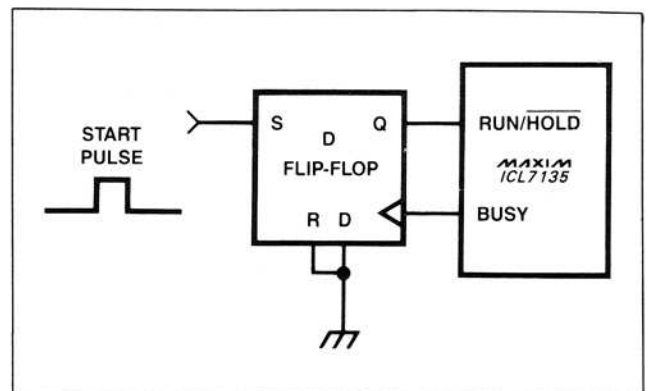 START
PULSE
S
D
Q
FLIP-FLOP
R D
RUN/HOLD
MAXIM
ICL7135
BUSY